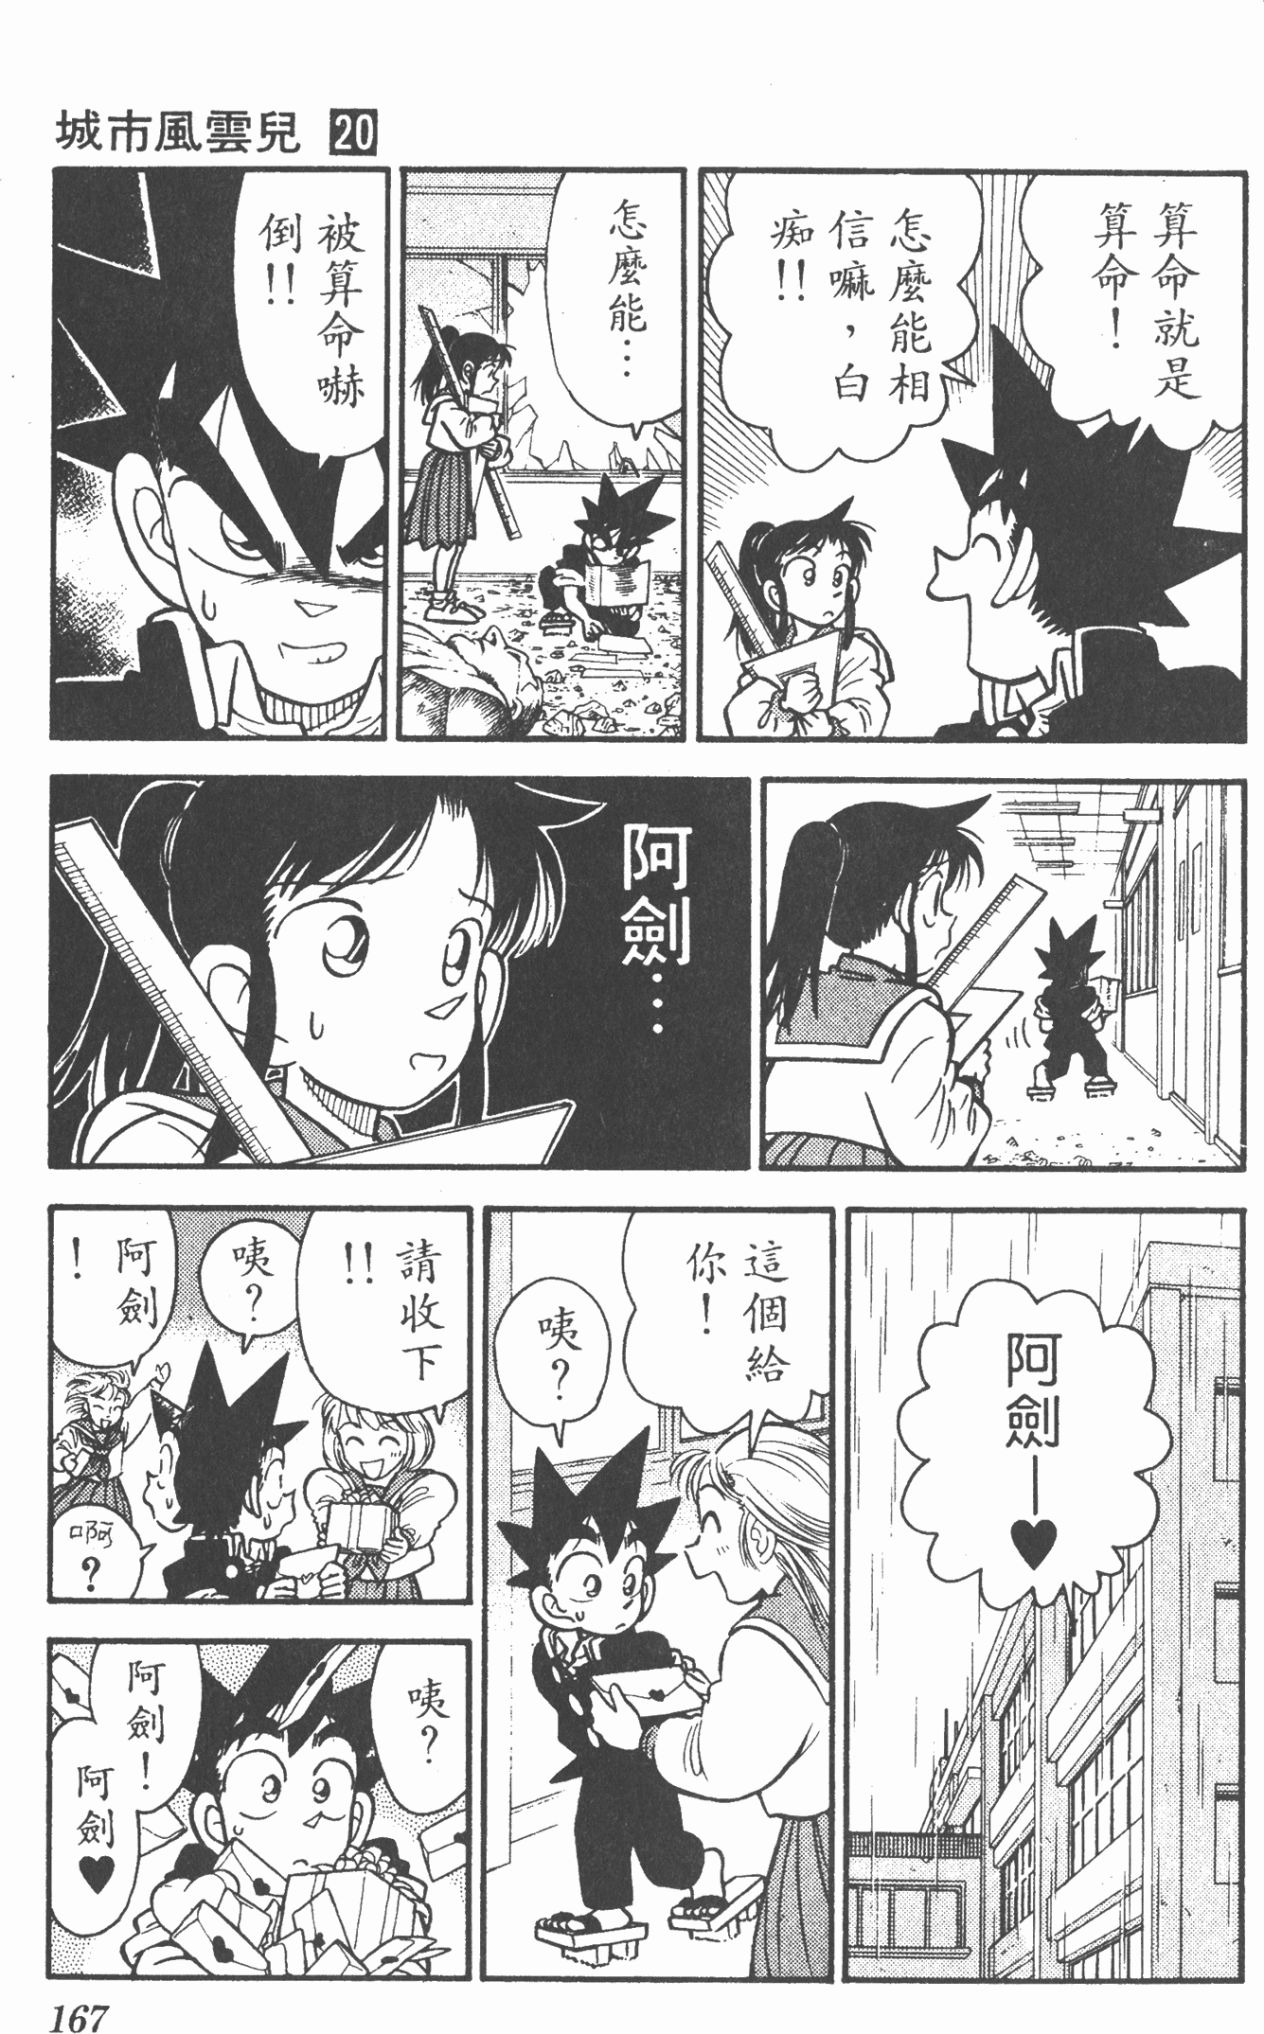 城市風雲兒 20
算命就是
算命！
怎麼能相
信嘛，白
痴！！
怎麼能…
被算命嚇
倒！！
阿劍…
阿劍—♥
這個給
你！
咦？
請收下
！！
咦？
阿劍
！
啊？
咦？
阿劍！
阿劍♥
167